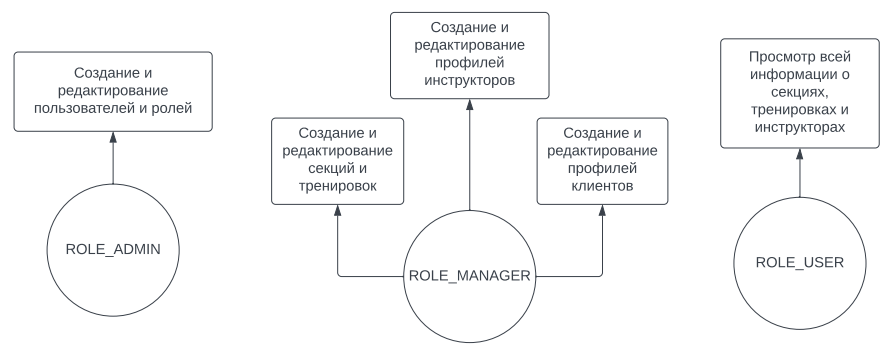 Создание и
редактирование
пользователей и ролей
ROLE_ADMIN
Создание и
редактирование
профилей
инструкторов
Создание и
редактирование
секций и
тренировок
Создание и
редактирование
профилей
клиентов
ROLE_MANAGER
Просмотр всей
информации о
секциях,
тренировках и
инструкторах
ROLE_USER